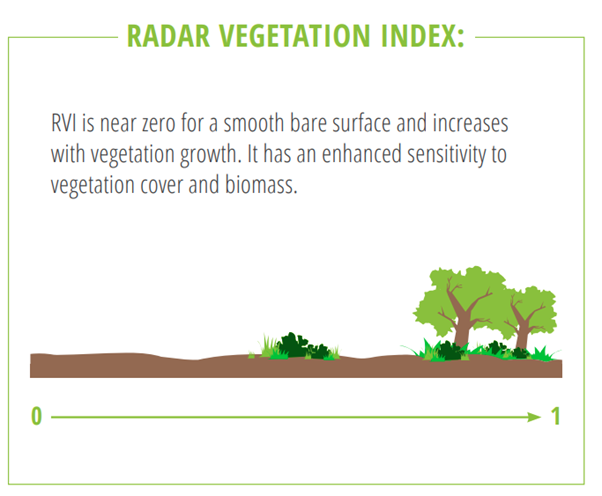 RADAR VEGETATION INDEX:
RVI is near zero for a smooth bare surface and increases
with vegetation growth. It has an enhanced sensitivity to
vegetation cover and biomass.
0 1